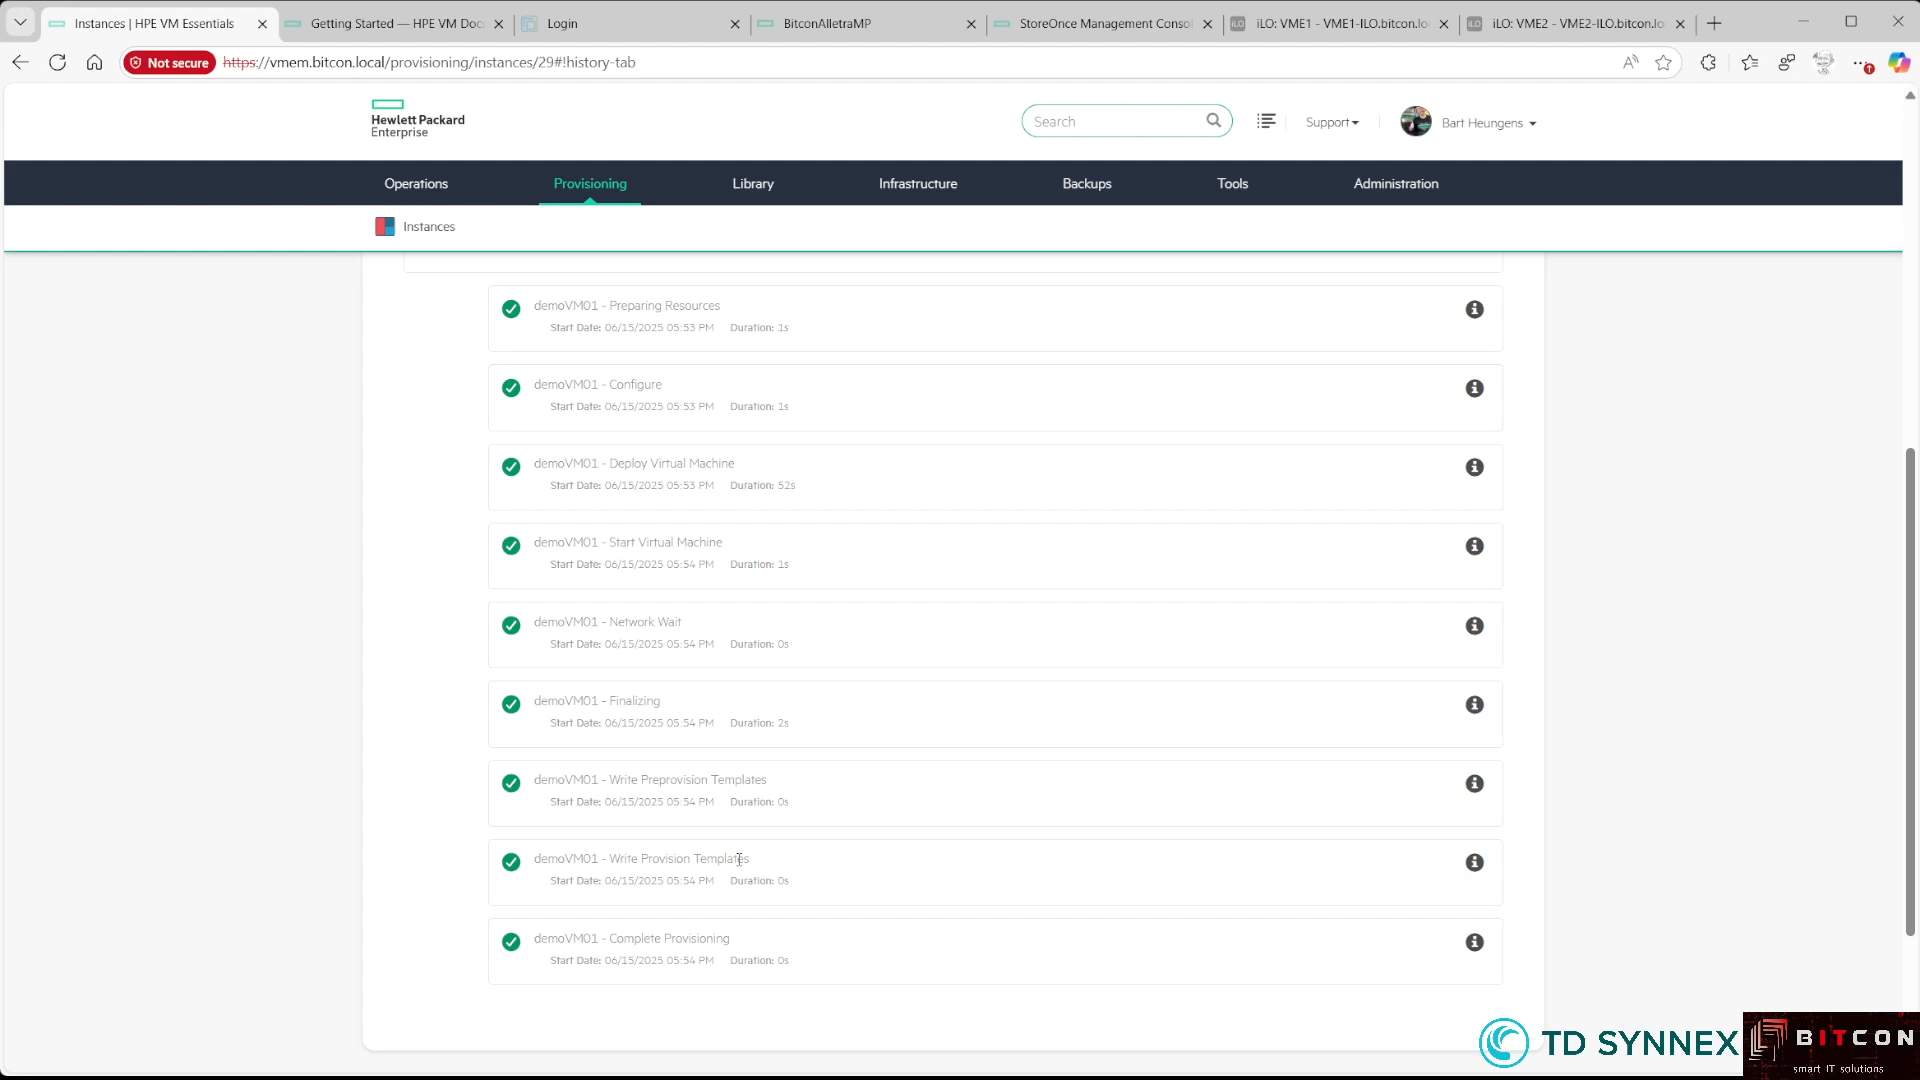 Instances | HPE VM Essentials
Getting Started — HPE VM Doc
Login
BitconAlletraMP
StoreOnce Management Consol
iLO: VME1 - VME1-ILO.bitcon.lo
iLO: VME2 - VME2-ILO.bitcon.lo
Not secure
https://vmem.bitcon.local/provisioning/instances/29#!history-tab
Hewlett Packard
Enterprise
Search
Support
Bart Heungens
Operations
Provisioning
Library
Infrastructure
Backups
Tools
Administration
Instances
demoVM01 - Preparing Resources
Start Date: 06/15/2025 05:53 PM Duration: 1s
demoVM01 - Configure
Start Date: 06/15/2025 05:53 PM Duration: 1s
demoVM01 - Deploy Virtual Machine
Start Date: 06/15/2025 05:53 PM Duration: 52s
demoVM01 - Start Virtual Machine
Start Date: 06/15/2025 05:54 PM Duration: 1s
demoVM01 - Network Wait
Start Date: 06/15/2025 05:54 PM Duration: 0s
demoVM01 - Finalizing
Start Date: 06/15/2025 05:54 PM Duration: 2s
demoVM01 - Write Preprovision Templates
Start Date: 06/15/2025 05:54 PM Duration: 0s
demoVM01 - Write Provision Templates
Start Date: 06/15/2025 05:54 PM Duration: 0s
demoVM01 - Complete Provisioning
Start Date: 06/15/2025 05:54 PM Duration: 0s
TD SYNNEX
BITCON
smart IT solutions